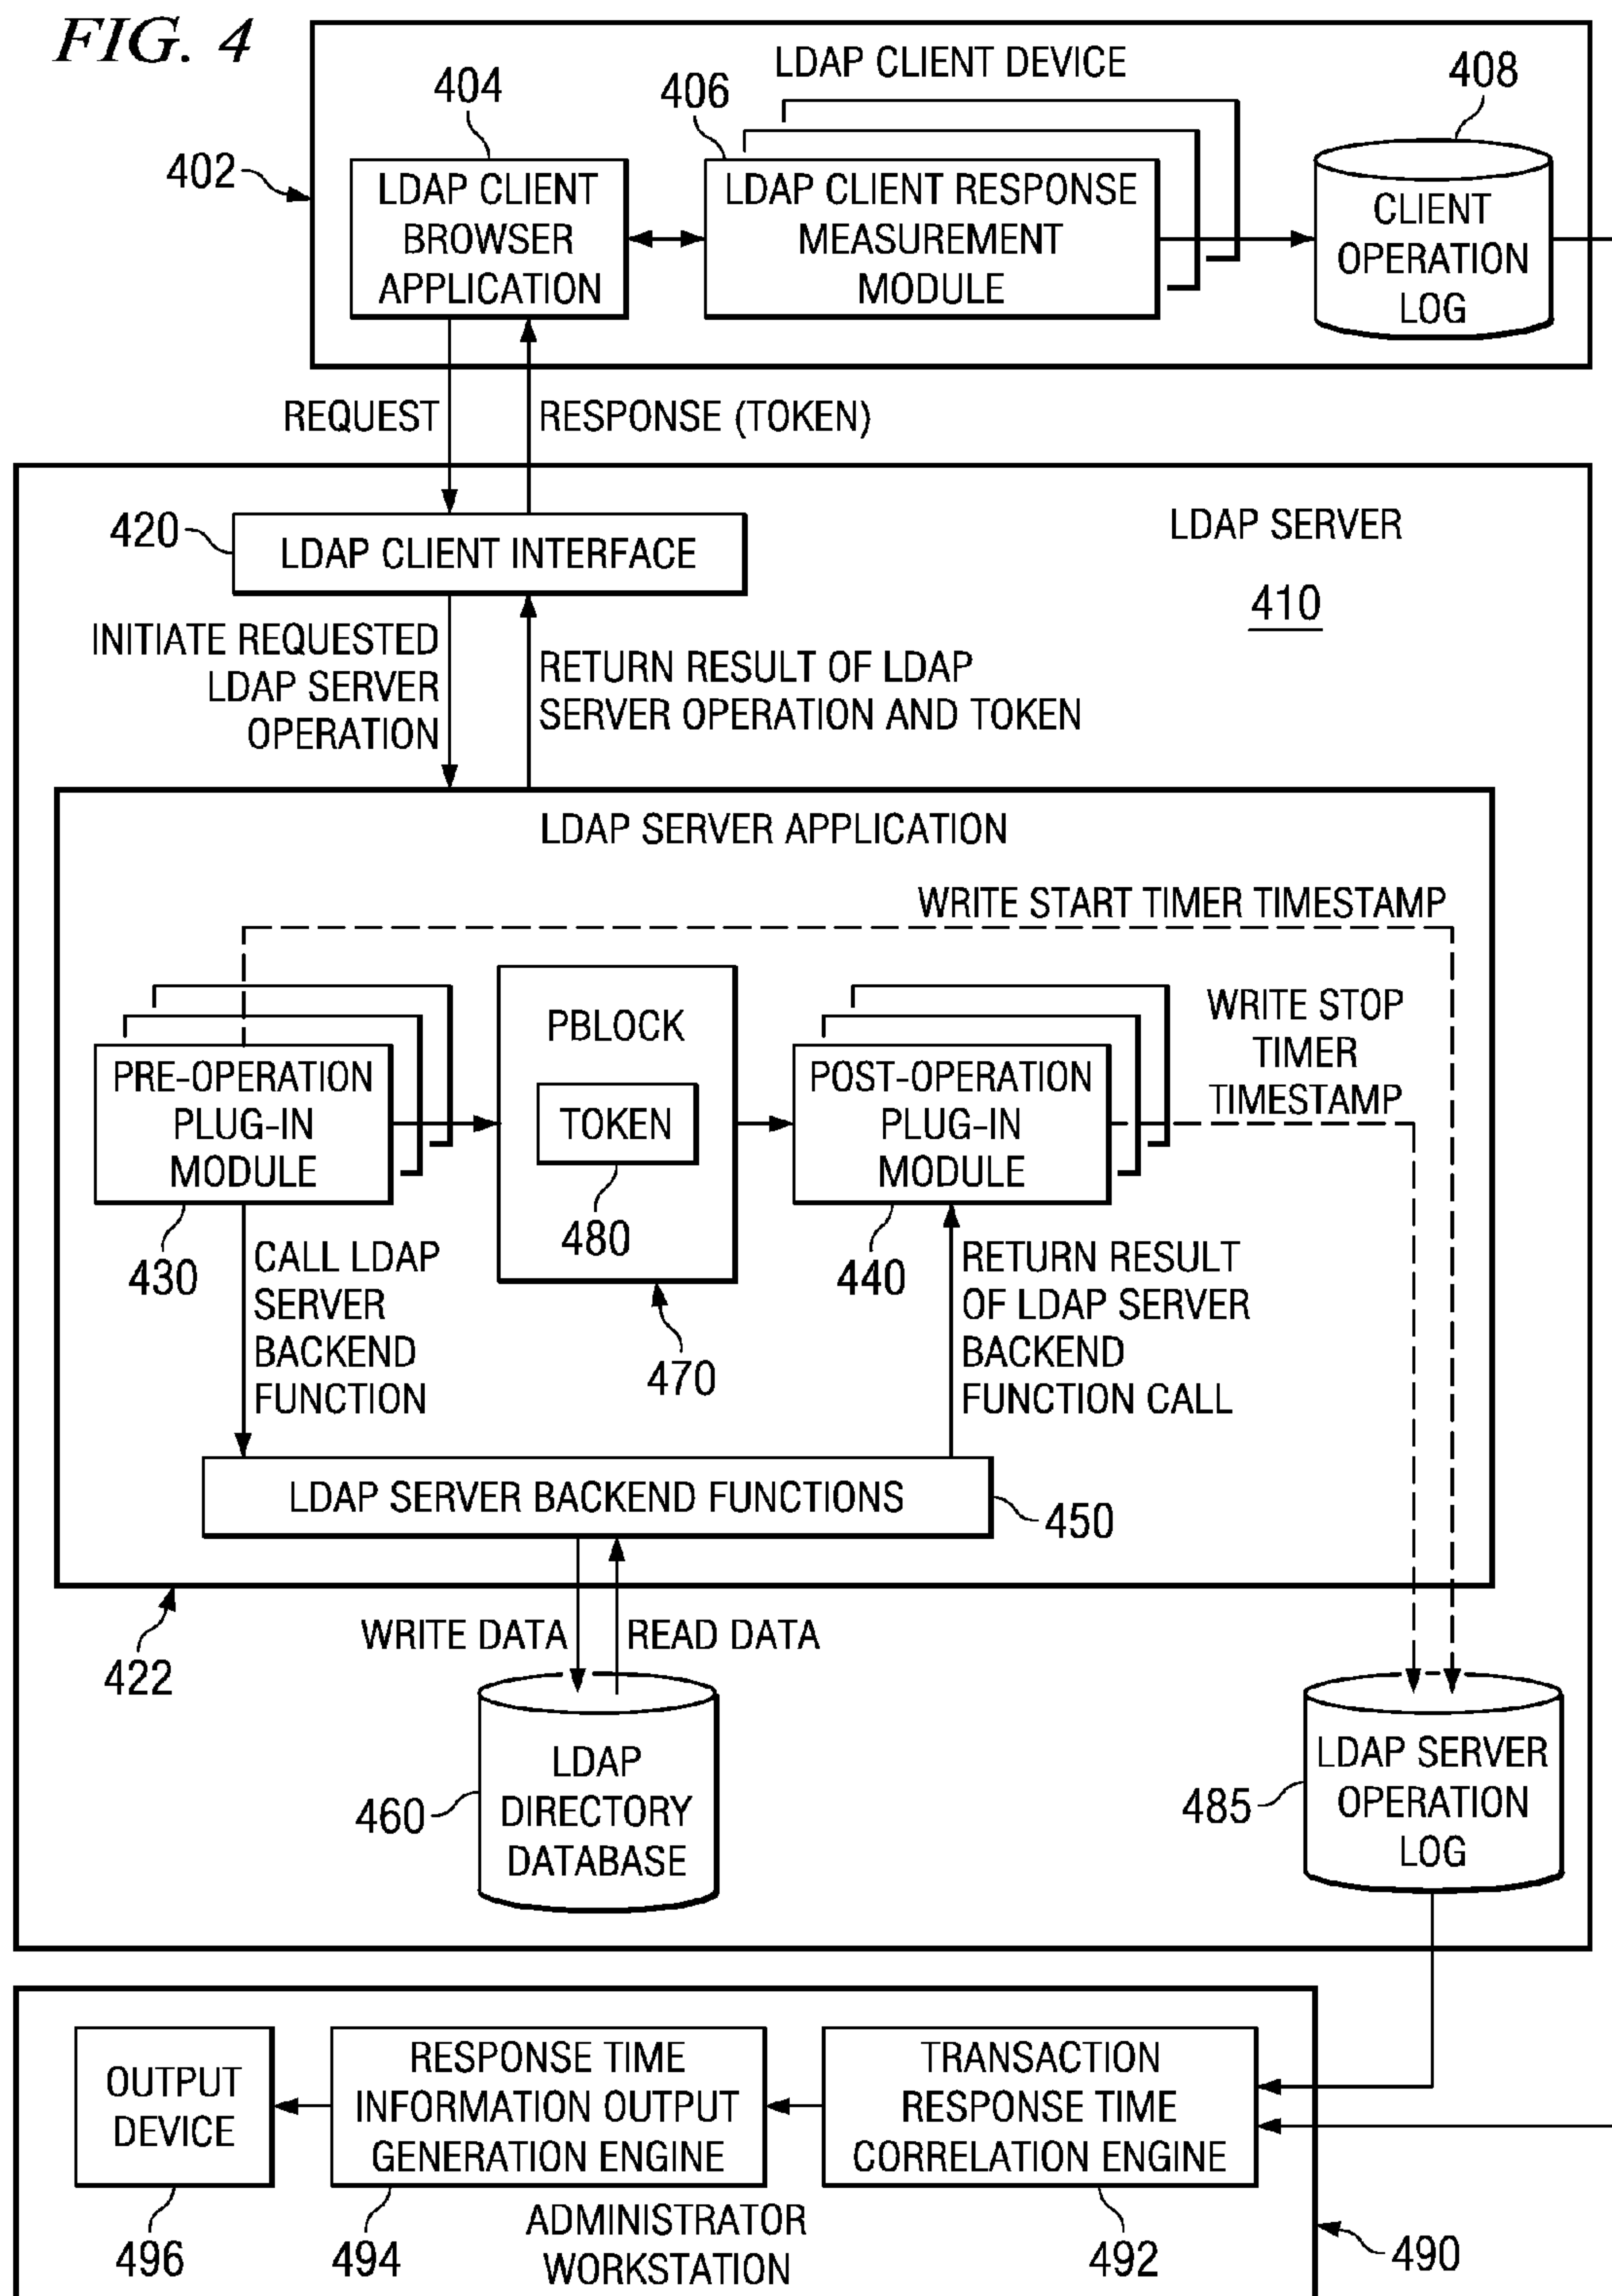 FIG. 4
LDAP CLIENT DEVICE
408
404
406
402
LDAP CLIENT
BROWSER
APPLICATION
LDAP CLIENT RESPONSE
MEASUREMENT
MODULE
CLIENT
OPERATION
LOG
REQUEST
RESPONSE (TOKEN)
420
LDAP CLIENT INTERFACE
LDAP SERVER
410
INITIATE REQUESTED
LDAP SERVER
OPERATION
RETURN RESULT OF LDAP
SERVER OPERATION AND TOKEN
LDAP SERVER APPLICATION
WRITE START TIMER TIMESTAMP
WRITE STOP
TIMER
TIMESTAMP
PRE-OPERATION
PLUG-IN
MODULE
PBLOCK
TOKEN
480
POST-OPERATION
PLUG-IN
MODULE
430
470
440
CALL LDAP
SERVER
BACKEND
FUNCTION
RETURN RESULT
OF LDAP SERVER
BACKEND
FUNCTION CALL
LDAP SERVER BACKEND FUNCTIONS
450
422
WRITE DATA
READ DATA
460
LDAP
DIRECTORY
DATABASE
485
LDAP SERVER
OPERATION
LOG
OUTPUT
DEVICE
RESPONSE TIME
INFORMATION OUTPUT
GENERATION ENGINE
TRANSACTION
RESPONSE TIME
CORRELATION ENGINE
496
494
ADMINISTRATOR
WORKSTATION
492
490